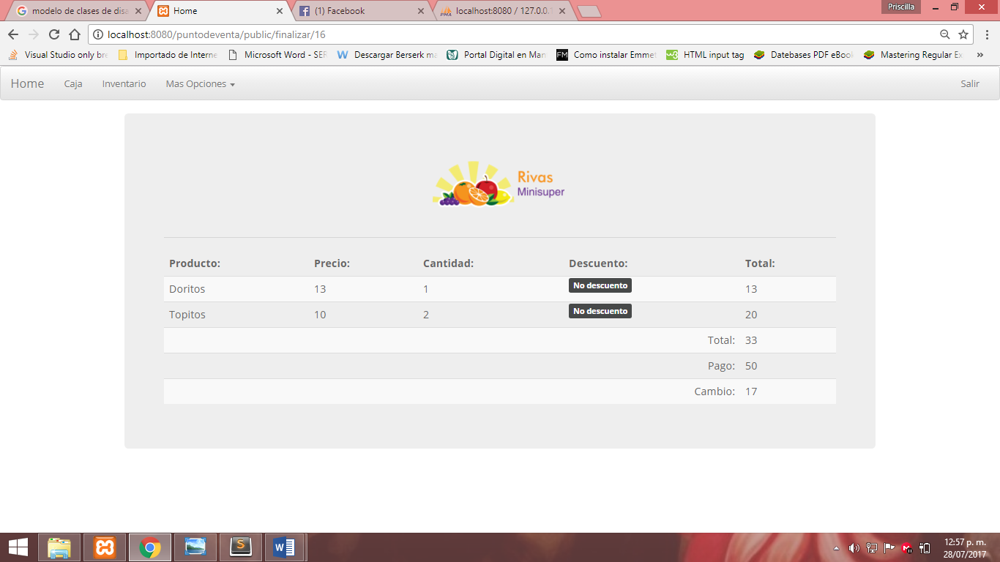 modelo de clases de disa
Home
(1) Facebook
localhost:8080 / 127.0.0.1
Priscilla
localhost:8080/puntodeventa/public/finalizar/16
Visual Studio only bre
Importado de Interne
Microsoft Word - SEP
Descargar Berserk ma
Portal Digital en Man
Como instalar Emmet
HTML input tag
Datebases PDF eBook
Mastering Regular Ex
Home Caja Inventario Mas Opciones Salir
Rivas
Minisuper
Producto: Precio: Cantidad: Descuento: Total:
Doritos 13 1 No descuento 13
Topitos 10 2 No descuento 20
Total: 33
Pago: 50
Cambio: 17
12:57 p. m.
28/07/2017